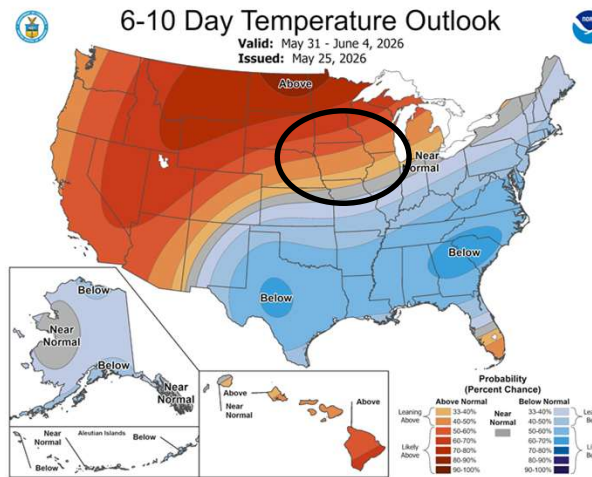 6-10 Day Temperature Outlook
Valid: May 31 - June 4, 2026
Issued: May 25, 2026
Above
Near
Normal
Below
Below
Below
Near
Normal
Below
Near
Normal
Near
Normal
Aleutian Islands
Below
Below
Above
Near
Normal
Above
Probability
(Percent Chance)
Above Normal
Near
Normal
Below Normal
Leaning
Above
33-40%
40-50%
Likely
Above
50-60%
60-70%
70-80%
80-90%
90-100%
33-40%
40-50%
50-60%
60-70%
70-80%
80-90%
90-100%